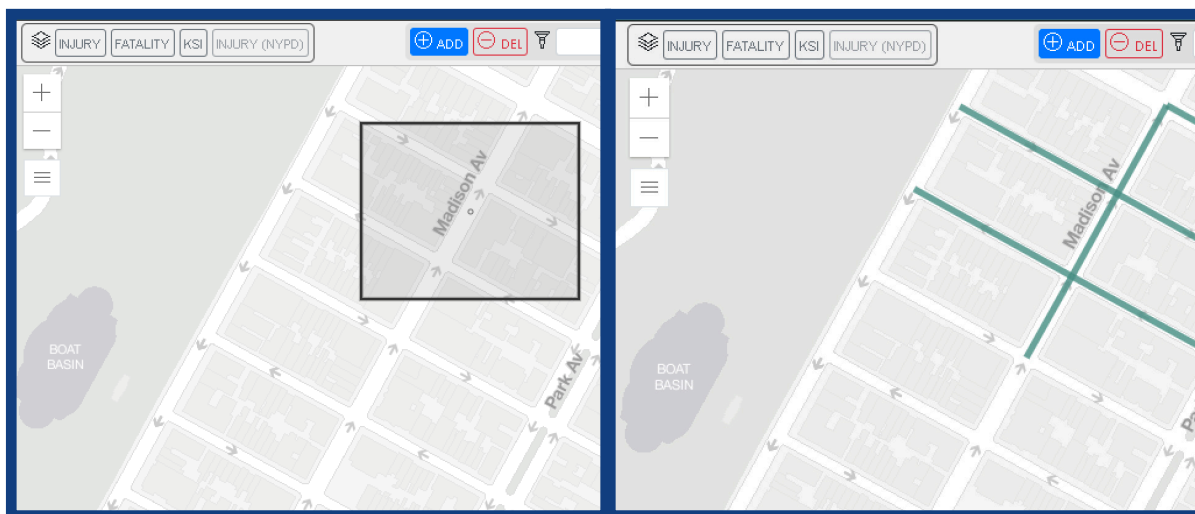 INJURY FATALITY KSI INJURY (NYPD) ADD DEL
Madison Av
BOAT
BASIN
Park Av
INJURY FATALITY KSI INJURY (NYPD) ADD DEL
Madison Av
BOAT
BASIN
Pa